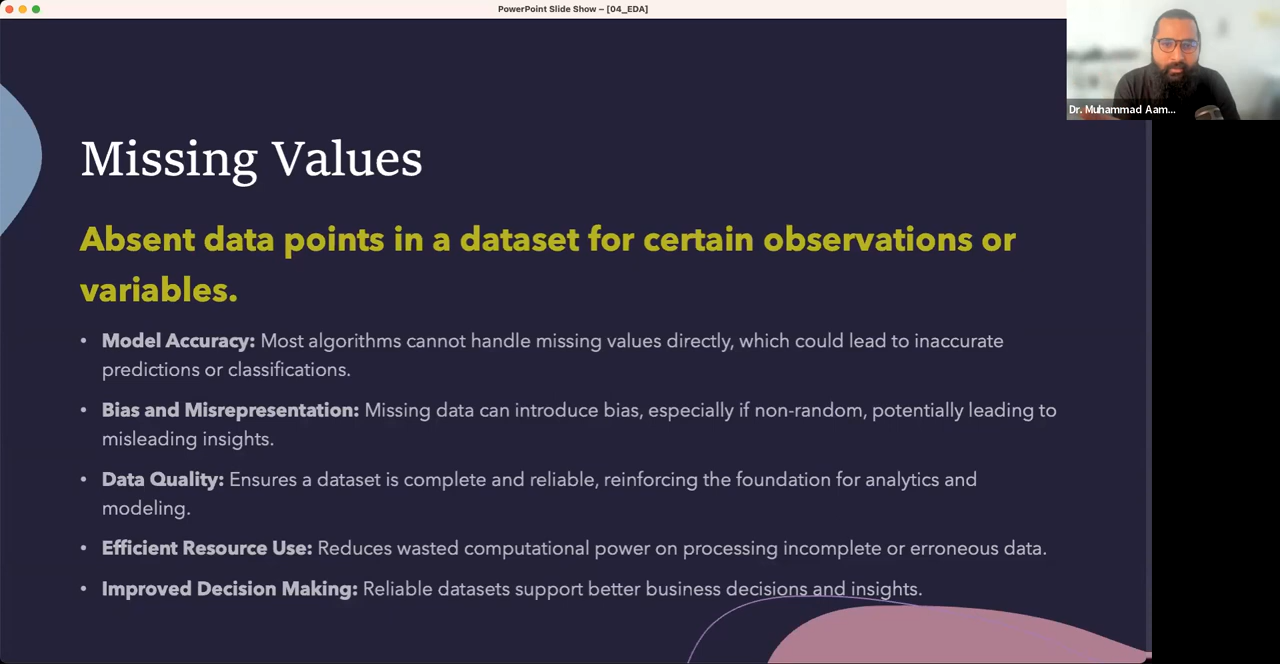 PowerPoint Slide Show – [04_EDA]
Dr. Muhammad Aam...
Missing Values
Absent data points in a dataset for certain observations or
variables.
• Model Accuracy: Most algorithms cannot handle missing values directly, which could lead to inaccurate
predictions or classifications.
• Bias and Misrepresentation: Missing data can introduce bias, especially if non-random, potentially leading to
misleading insights.
• Data Quality: Ensures a dataset is complete and reliable, reinforcing the foundation for analytics and
modeling.
• Efficient Resource Use: Reduces wasted computational power on processing incomplete or erroneous data.
• Improved Decision Making: Reliable datasets support better business decisions and insights.